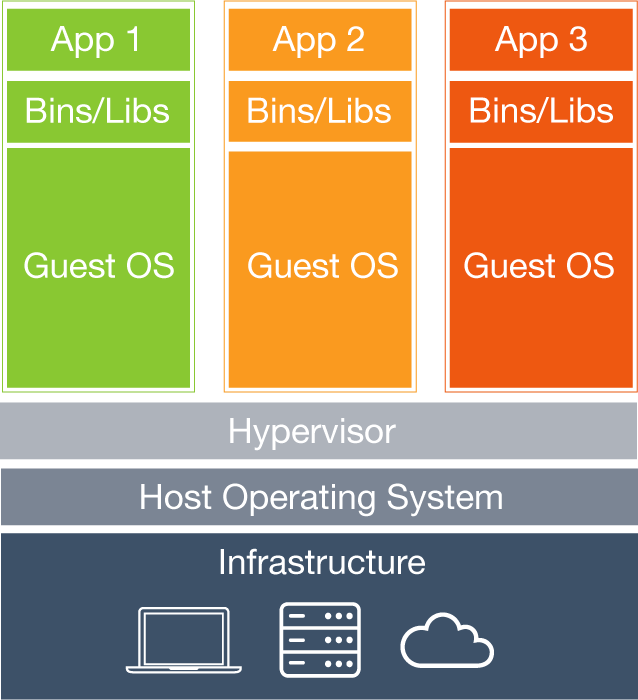 App 1
App 2
App 3
Bins/Libs
Bins/Libs
Bins/Libs
Guest OS
Guest OS
Guest OS
Hypervisor
Host Operating System
Infrastructure